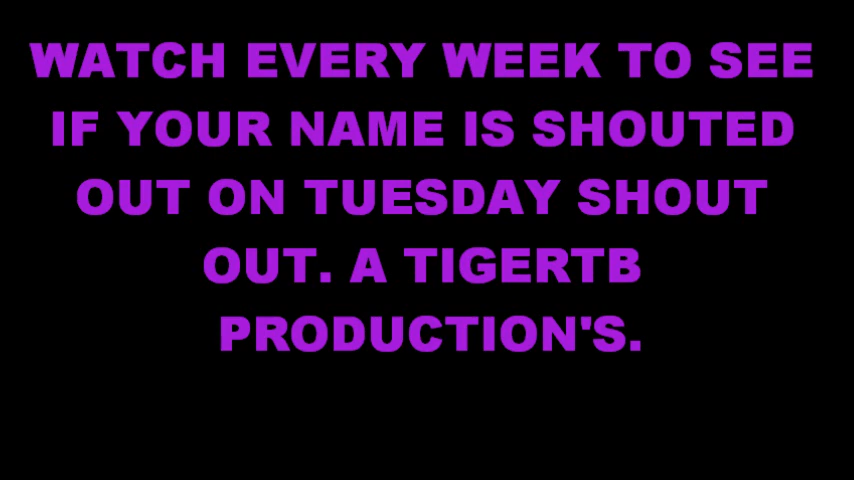 WATCH EVERY WEEK TO SEE
IF YOUR NAME IS SHOUTED
OUT ON TUESDAY SHOUT
OUT. A TIGERTB
PRODUCTION'S.